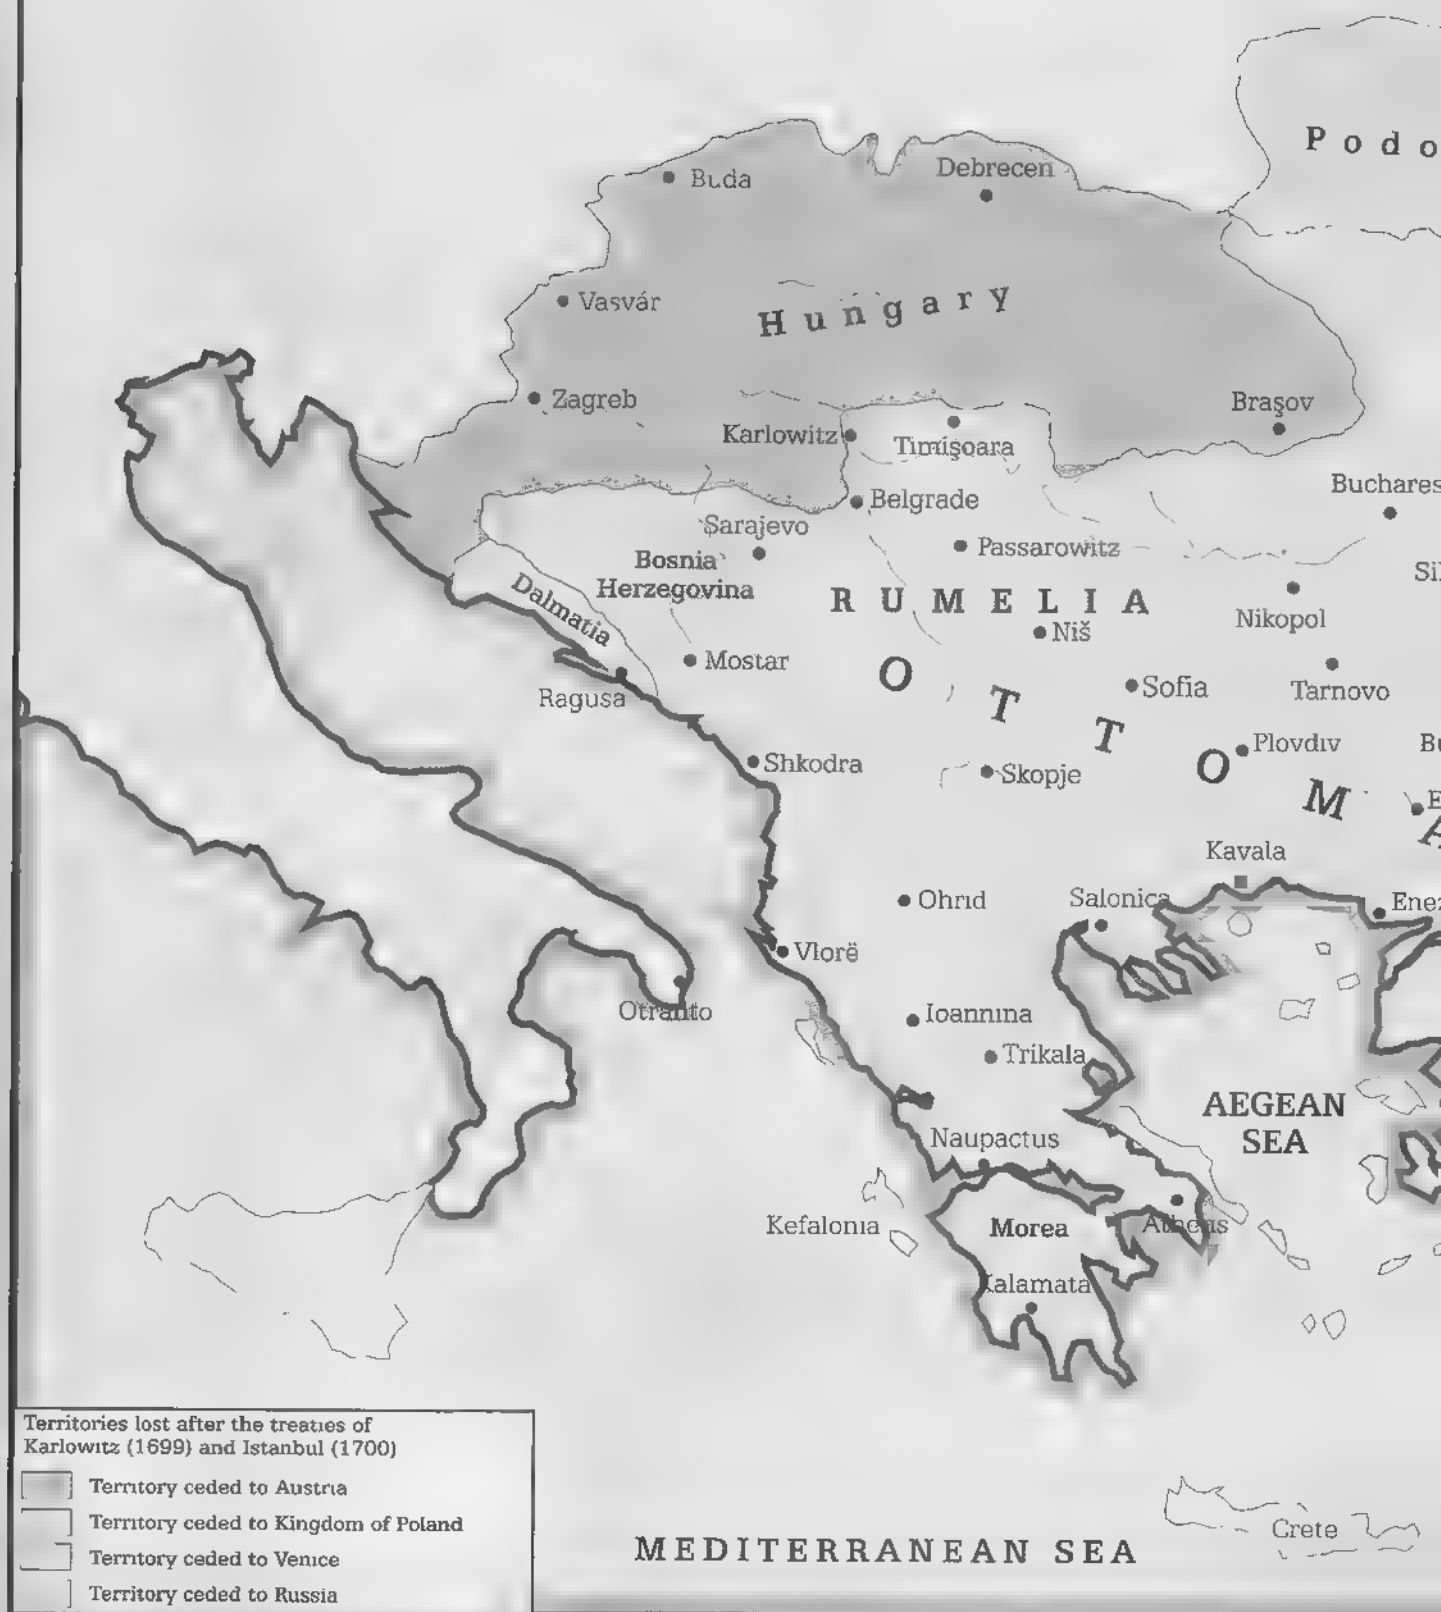 Podo
Buda
Debrecen
Vasvár
Hungary
Zagreb
Braşov
Karlowitz
Timişoara
Buchares
Belgrade
Sarajevo
Passarowitz
Bosnia
Herzegovina
Dalmatia
RUMELIA
Nikopol
Niš
Mostar
Sofia
Tarnovo
Ragusa
OTTOMA
Plovdiv
Shkodra
Skopje
Kavala
Ohrid
Salonica
Enez
Vlorë
Otranto
Ioannina
Trikala
AEGEAN
SEA
Naupactus
Kefalonia
Morea
Athens
Kalamata
Territories lost after the treaties of
Karlowitz (1699) and Istanbul (1700)
Territory ceded to Austria
Territory ceded to Kingdom of Poland
Territory ceded to Venice
Territory ceded to Russia
MEDITERRANEAN SEA
Crete